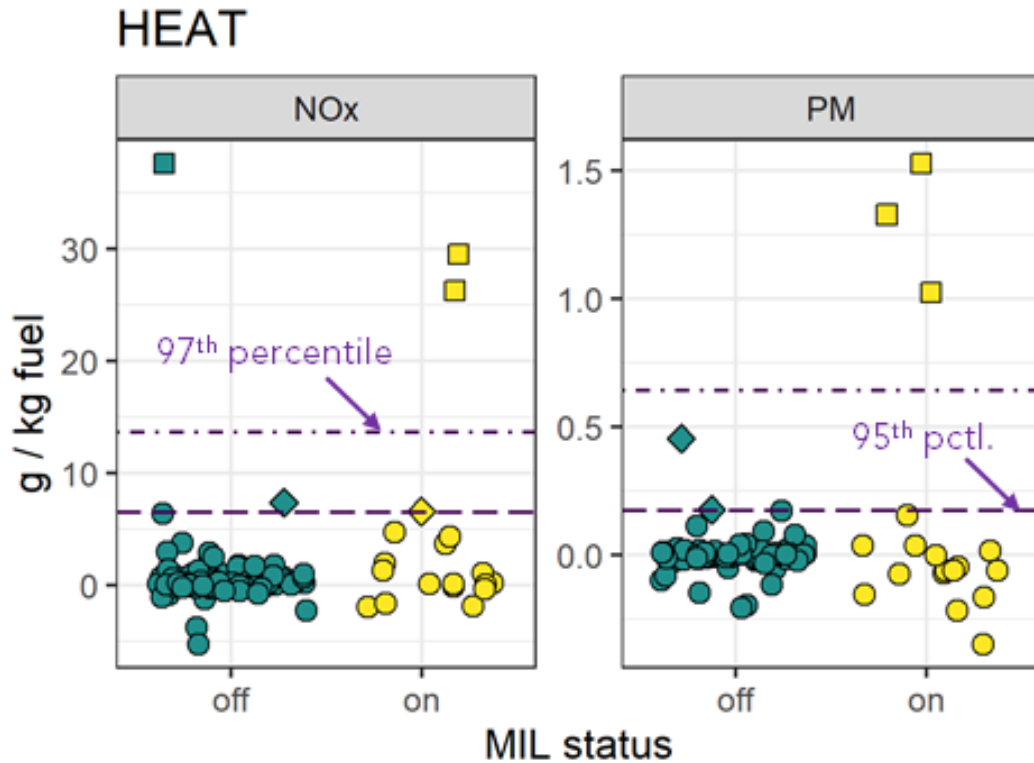 HEAT
NOx
PM
g / kg fuel
30
20
10
0
97th percentile
1.5
1.0
0.5
0.0
95th pctl.
off
on
off
on
MIL status